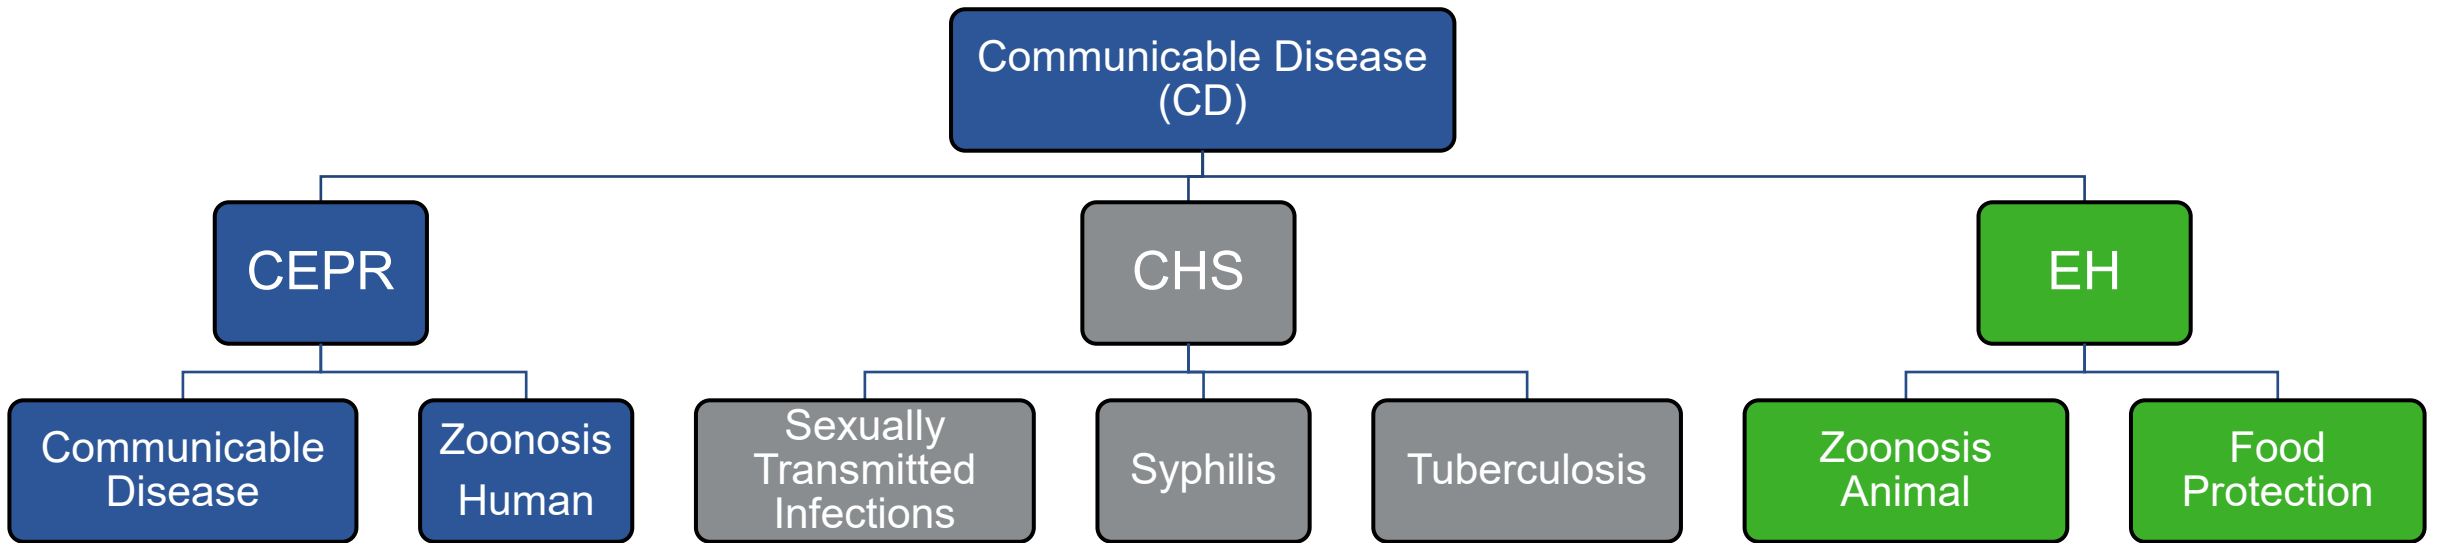 Communicable Disease
(CD)
CEPR
CHS
EH
Communicable
Disease
Zoonosis
Human
Sexually
Transmitted
Infections
Syphilis
Tuberculosis
Zoonosis
Animal
Food
Protection